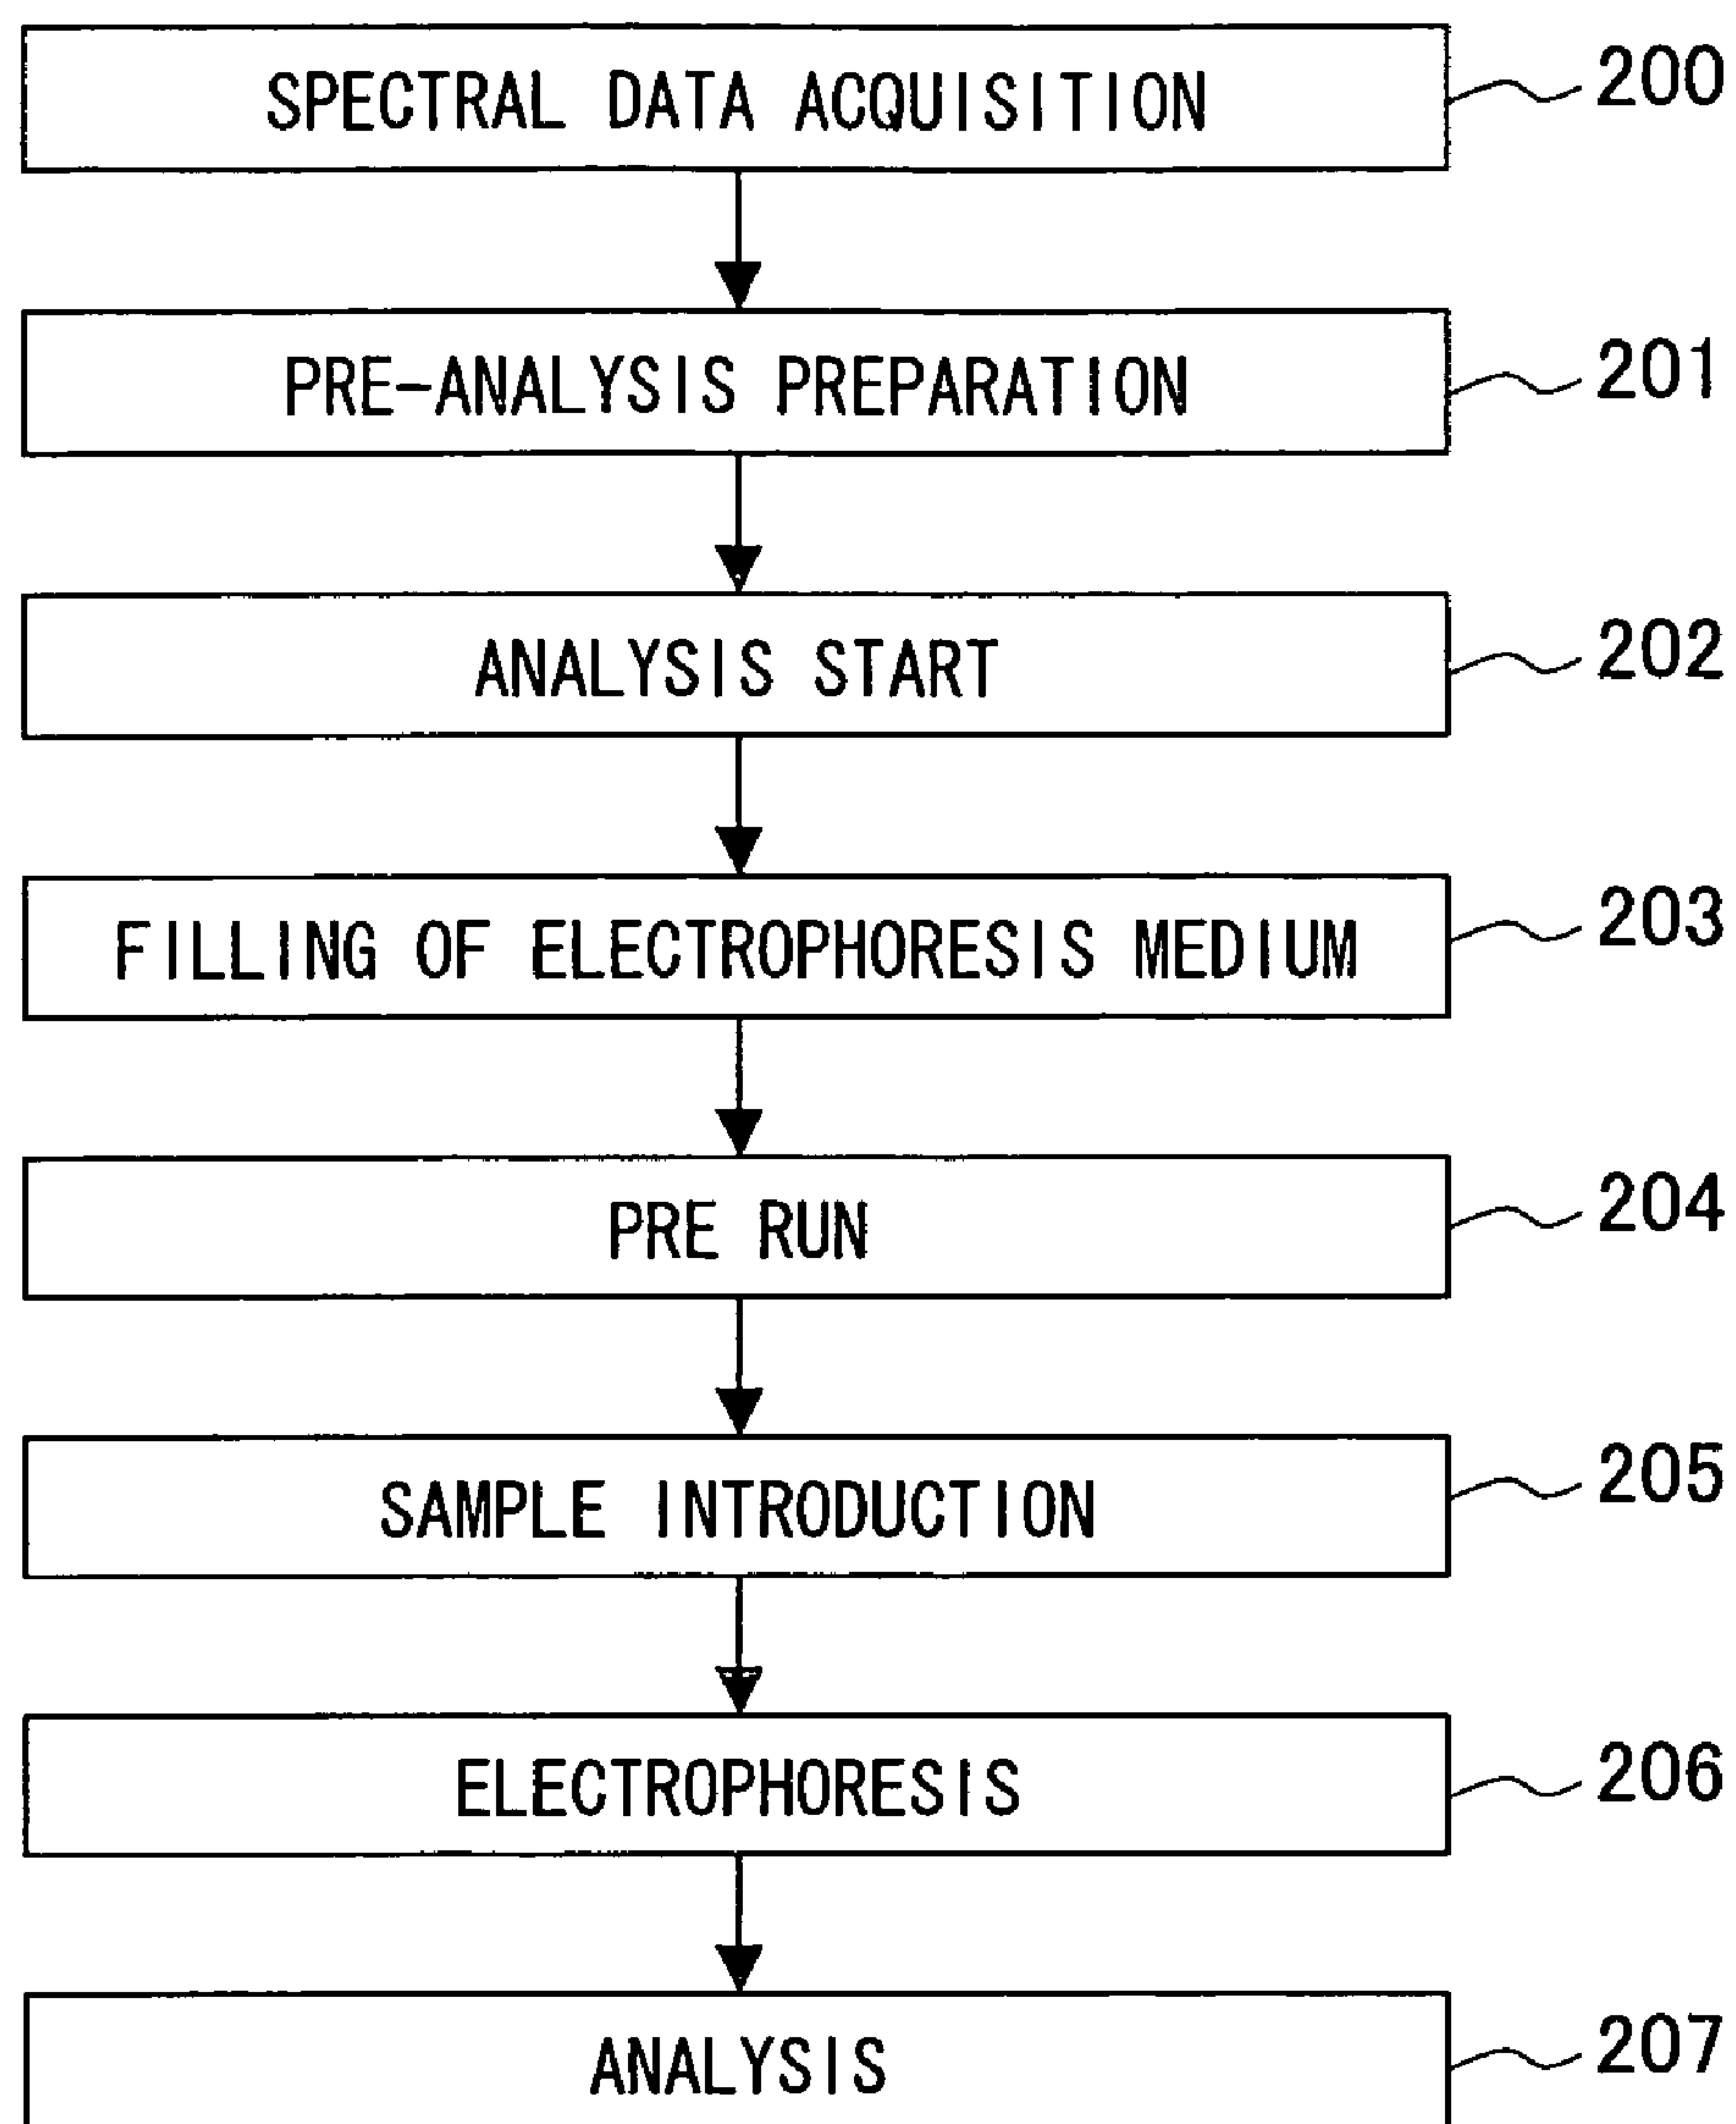 SPECTRAL DATA ACQUISITION 200
PRE-ANALYSIS PREPARATION 201
ANALYSIS START 202
FILLING OF ELECTROPHORESIS MEDIUM 203
PRE RUN 204
SAMPLE INTRODUCTION 205
ELECTROPHORESIS 206
ANALYSIS 207